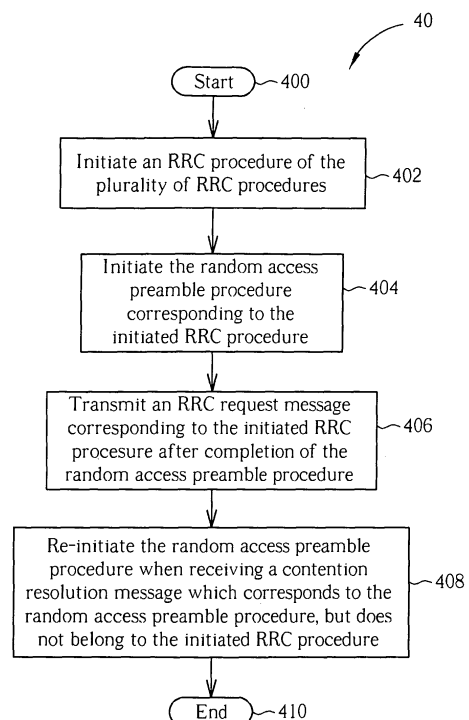 40
Start
400
Initiate an RRC procedure of the
plurality of RRC procedures
402
Initiate the random access
preamble procedure
corresponding to the
initiated RRC procedure
404
Transmit an RRC request message
corresponding to the initiated RRC
procesure after completion of the
random access preamble procedure
406
Re-initiate the random access preamble
procedure when receiving a contention
resolution message which corresponds to the
random access preamble procedure, but does
not belong to the initiated RRC procedure
408
End
410